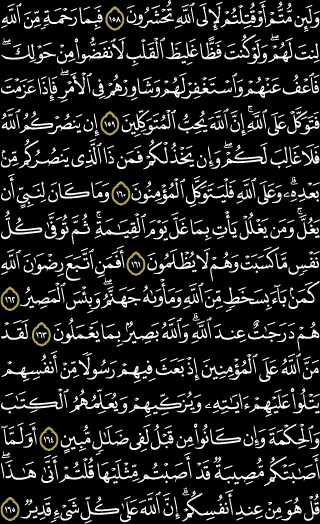 وَلَئِن مُّتُّمْ أَوْ قُتِلْتُمْ لَإِلَى ٱللَّهِ تُحْشَرُونَ ١٥٨ فَبِمَا رَحْمَةٍ مِّنَ ٱللَّهِ
لِنتَ لَهُمْ ۖ وَلَوْ كُنتَ فَظًّا غَلِيظَ ٱلْقَلْبِ لَٱنفَضُّوا۟ مِنْ حَوْلِكَ ۖ
فَٱعْفُ عَنْهُمْ وَٱسْتَغْفِرْ لَهُمْ وَشَاوِرْهُمْ فِى ٱلْأَمْرِ ۖ فَإِذَا عَزَمْتَ
فَتَوَكَّلْ عَلَى ٱللَّهِ ۚ إِنَّ ٱللَّهَ يُحِبُّ ٱلْمُتَوَكِّلِينَ ١٥٩ إِن يَنصُرْكُمُ ٱللَّهُ
فَلَا غَالِبَ لَكُمْ ۖ وَإِن يَخْذُلْكُمْ فَمَن ذَا ٱلَّذِى يَنصُرُكُم مِّنۢ
بَعْدِهِۦ ۗ وَعَلَى ٱللَّهِ فَلْيَتَوَكَّلِ ٱلْمُؤْمِنُونَ ١٦٠ وَمَا كَانَ لِنَبِىٍّ أَن
يَغُلَّ ۚ وَمَن يَغْلُلْ يَأْتِ بِمَا غَلَّ يَوْمَ ٱلْقِيَـٰمَةِ ۚ ثُمَّ تُوَفَّىٰ كُلُّ
نَفْسٍ مَّا كَسَبَتْ وَهُمْ لَا يُظْلَمُونَ ١٦١ أَفَمَنِ ٱتَّبَعَ رِضْوَٰنَ ٱللَّهِ
كَمَنۢ بَآءَ بِسَخَطٍ مِّنَ ٱللَّهِ وَمَأْوَىٰهُ جَهَنَّمُ ۚ وَبِئْسَ ٱلْمَصِيرُ ١٦٢
هُمْ دَرَجَـٰتٌ عِندَ ٱللَّهِ ۗ وَٱللَّهُ بَصِيرٌۢ بِمَا يَعْمَلُونَ ١٦٣ لَقَدْ
مَنَّ ٱللَّهُ عَلَى ٱلْمُؤْمِنِينَ إِذْ بَعَثَ فِيهِمْ رَسُولًا مِّنْ أَنفُسِهِمْ
يَتْلُوا۟ عَلَيْهِمْ ءَايَـٰتِهِۦ وَيُزَكِّيهِمْ وَيُعَلِّمُهُمُ ٱلْكِتَـٰبَ
وَٱلْحِكْمَةَ وَإِن كَانُوا۟ مِن قَبْلُ لَفِى ضَلَـٰلٍ مُّبِينٍ ١٦٤ أَوَلَمَّآ
أَصَـٰبَتْكُم مُّصِيبَةٌ قَدْ أَصَبْتُم مِّثْلَيْهَا قُلْتُمْ أَنَّىٰ هَـٰذَا ۖ
قُلْ هُوَ مِنْ عِندِ أَنفُسِكُمْ ۗ إِنَّ ٱللَّهَ عَلَىٰ كُلِّ شَىْءٍ قَدِيرٌ ١٦٥